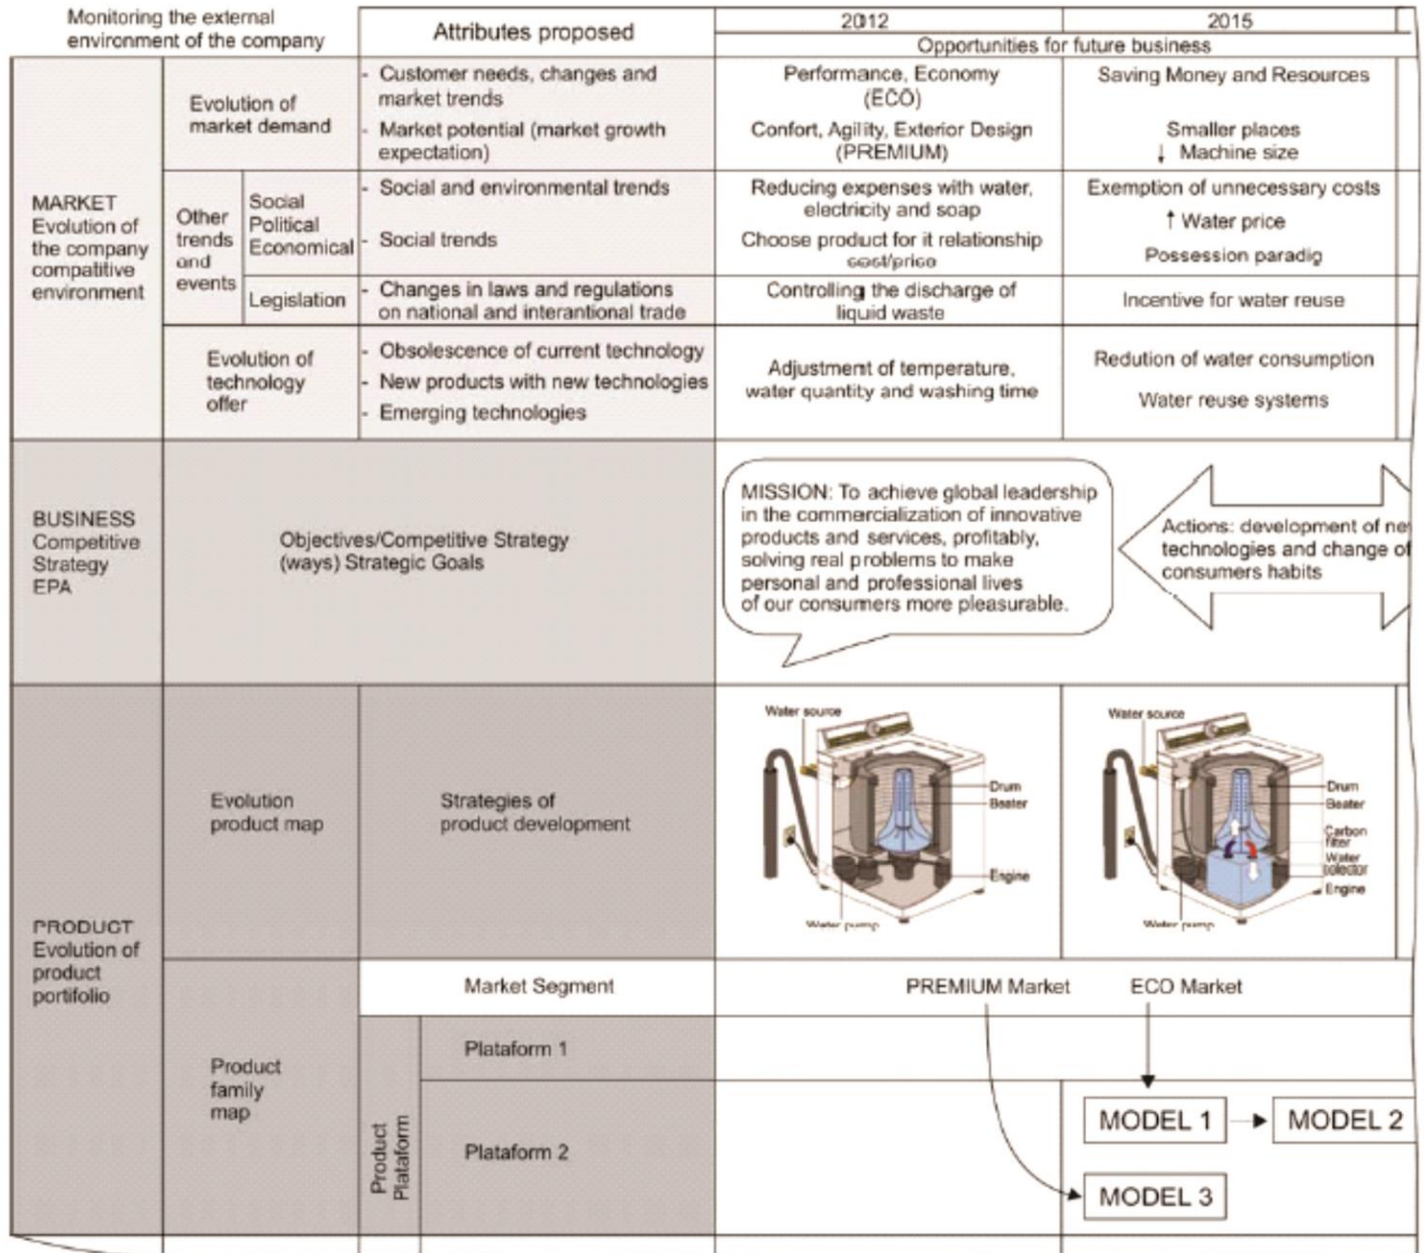 Monitoring the external
environment of the company
Attributes proposed
2012
2015
Opportunities for future business
MARKET
Evolution of
the company
compatitive
environment
Evolution of
market demand
- Customer needs, changes and
market trends
- Market potential (market growth
expectation)
Performance, Economy
(ECO)
Confort, Agility, Exterior Design
(PREMIUM)
Saving Money and Resources
Smaller places
↓ Machine size
Other
trends
and
events
Social
Political
Economical
- Social and environmental trends
- Social trends
Reducing expenses with water,
electricity and soap
Choose product for it relationship
cost/price
Exemption of unnecessary costs
↑ Water price
Possession paradig
Legislation
- Changes in laws and regulations
on national and interantional trade
Controlling the discharge of
liquid waste
Incentive for water reuse
Evolution of
technology
offer
- Obsolescence of current technology
- New products with new technologies
- Emerging technologies
Adjustment of temperature,
water quantity and washing time
Redution of water consumption
Water reuse systems
BUSINESS
Competitive
Strategy
EPA
Objectives/Competitive Strategy
(ways) Strategic Goals
MISSION: To achieve global leadership
in the commercialization of innovative
products and services, profitably,
solving real problems to make
personal and professional lives
of our consumers more pleasurable.
Actions: development of ne
technologies and change of
consumers habits
PRODUCT
Evolution of
product
portifolio
Evolution
product map
Strategies of
product development
Water source
Drum
Beater
Engine
Water pump
Water source
Drum
Beater
Carbon
filter
Water
Engine
Water pump
Product
family
map
Market Segment
PREMIUM Market
ECO Market
Product
Plataform
Plataform 1
Plataform 2
MODEL 1
MODEL 2
MODEL 3